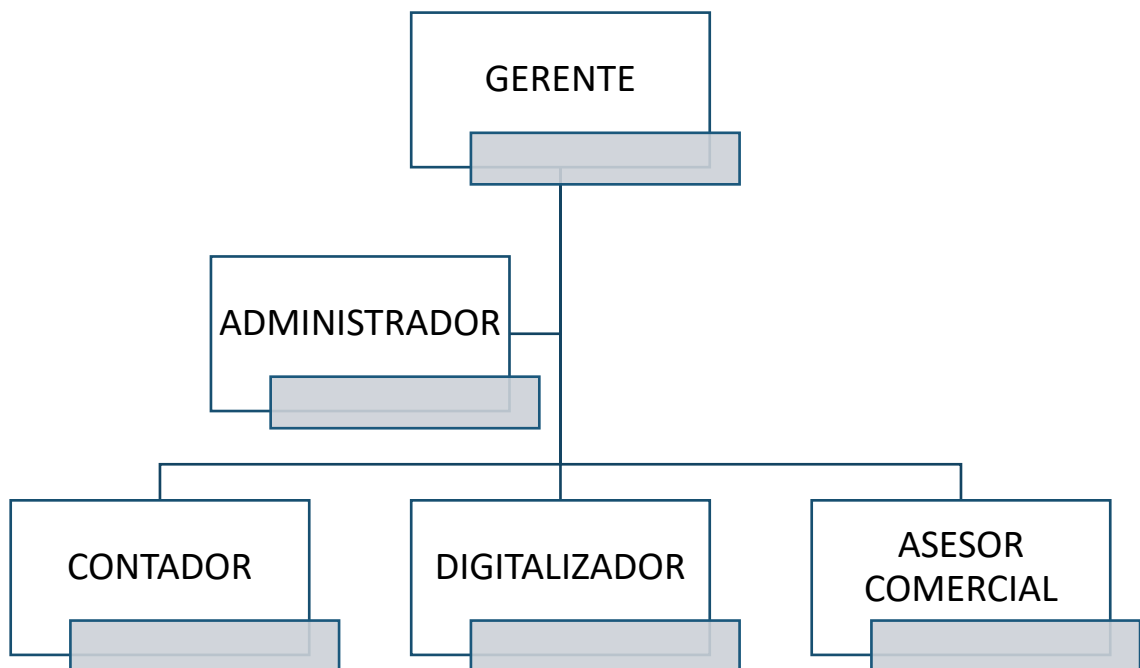 GERENTE
ADMINISTRADOR
CONTADOR
DIGITALIZADOR
ASESOR
COMERCIAL